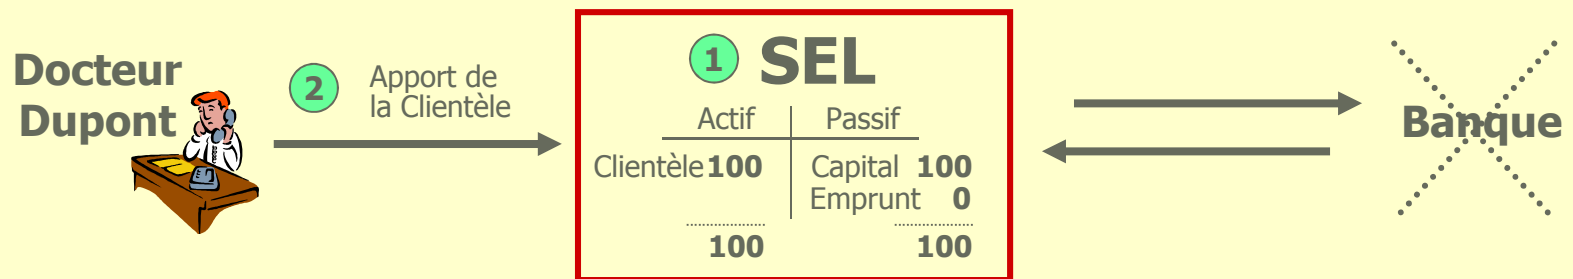 Docteur
Dupont
2
Apport de
la Clientèle
1 SEL
Actif Passif
Clientèle 100 Capital 100
Emprunt 0
100 100
Banque